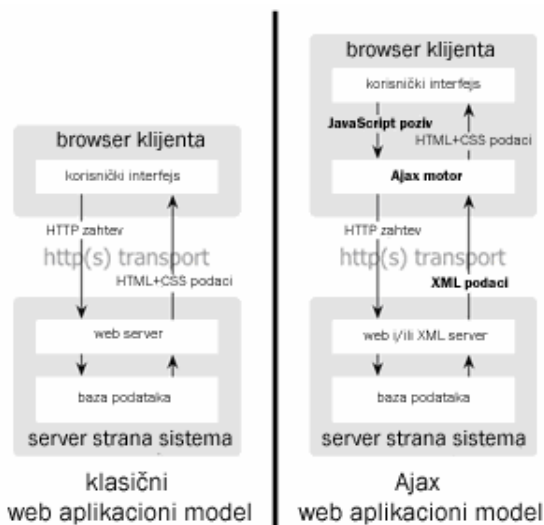 browser klijenta
korisnički interfejs
HTTP zahtev
http(s) transport
HTML+CSS podaci
web server
baza podataka
server strana sistema
klasični
web aplikacioni model
browser klijenta
korisnički interfejs
JavaScript poziv
HTML+CSS podaci
Ajax motor
HTTP zahtev
http(s) transport
XML podaci
web i/ili XML server
baza podataka
server strana sistema
Ajax
web aplikacioni model